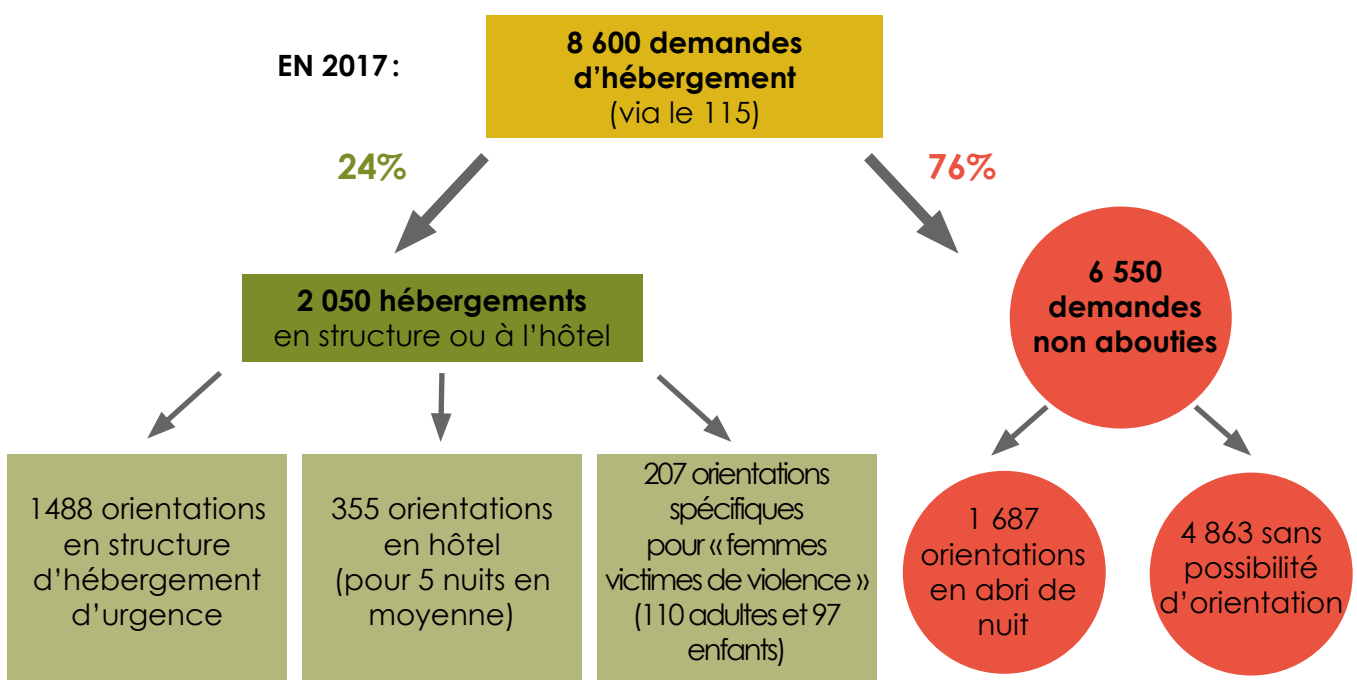 EN 2017 :
8 600 demandes
d’hébergement
(via le 115)
24%
76%
2 050 hébergements
en structure ou à l’hôtel
6 550
demandes
non abouties
1488 orientations
en structure
d’hébergement
d’urgence
355 orientations
en hôtel
(pour 5 nuits en
moyenne)
207 orientations
spécifiques
pour « femmes
victimes de violence »
(110 adultes et 97
enfants)
1 687
orientations
en abri de
nuit
4 863 sans
possibilité
d’orientation